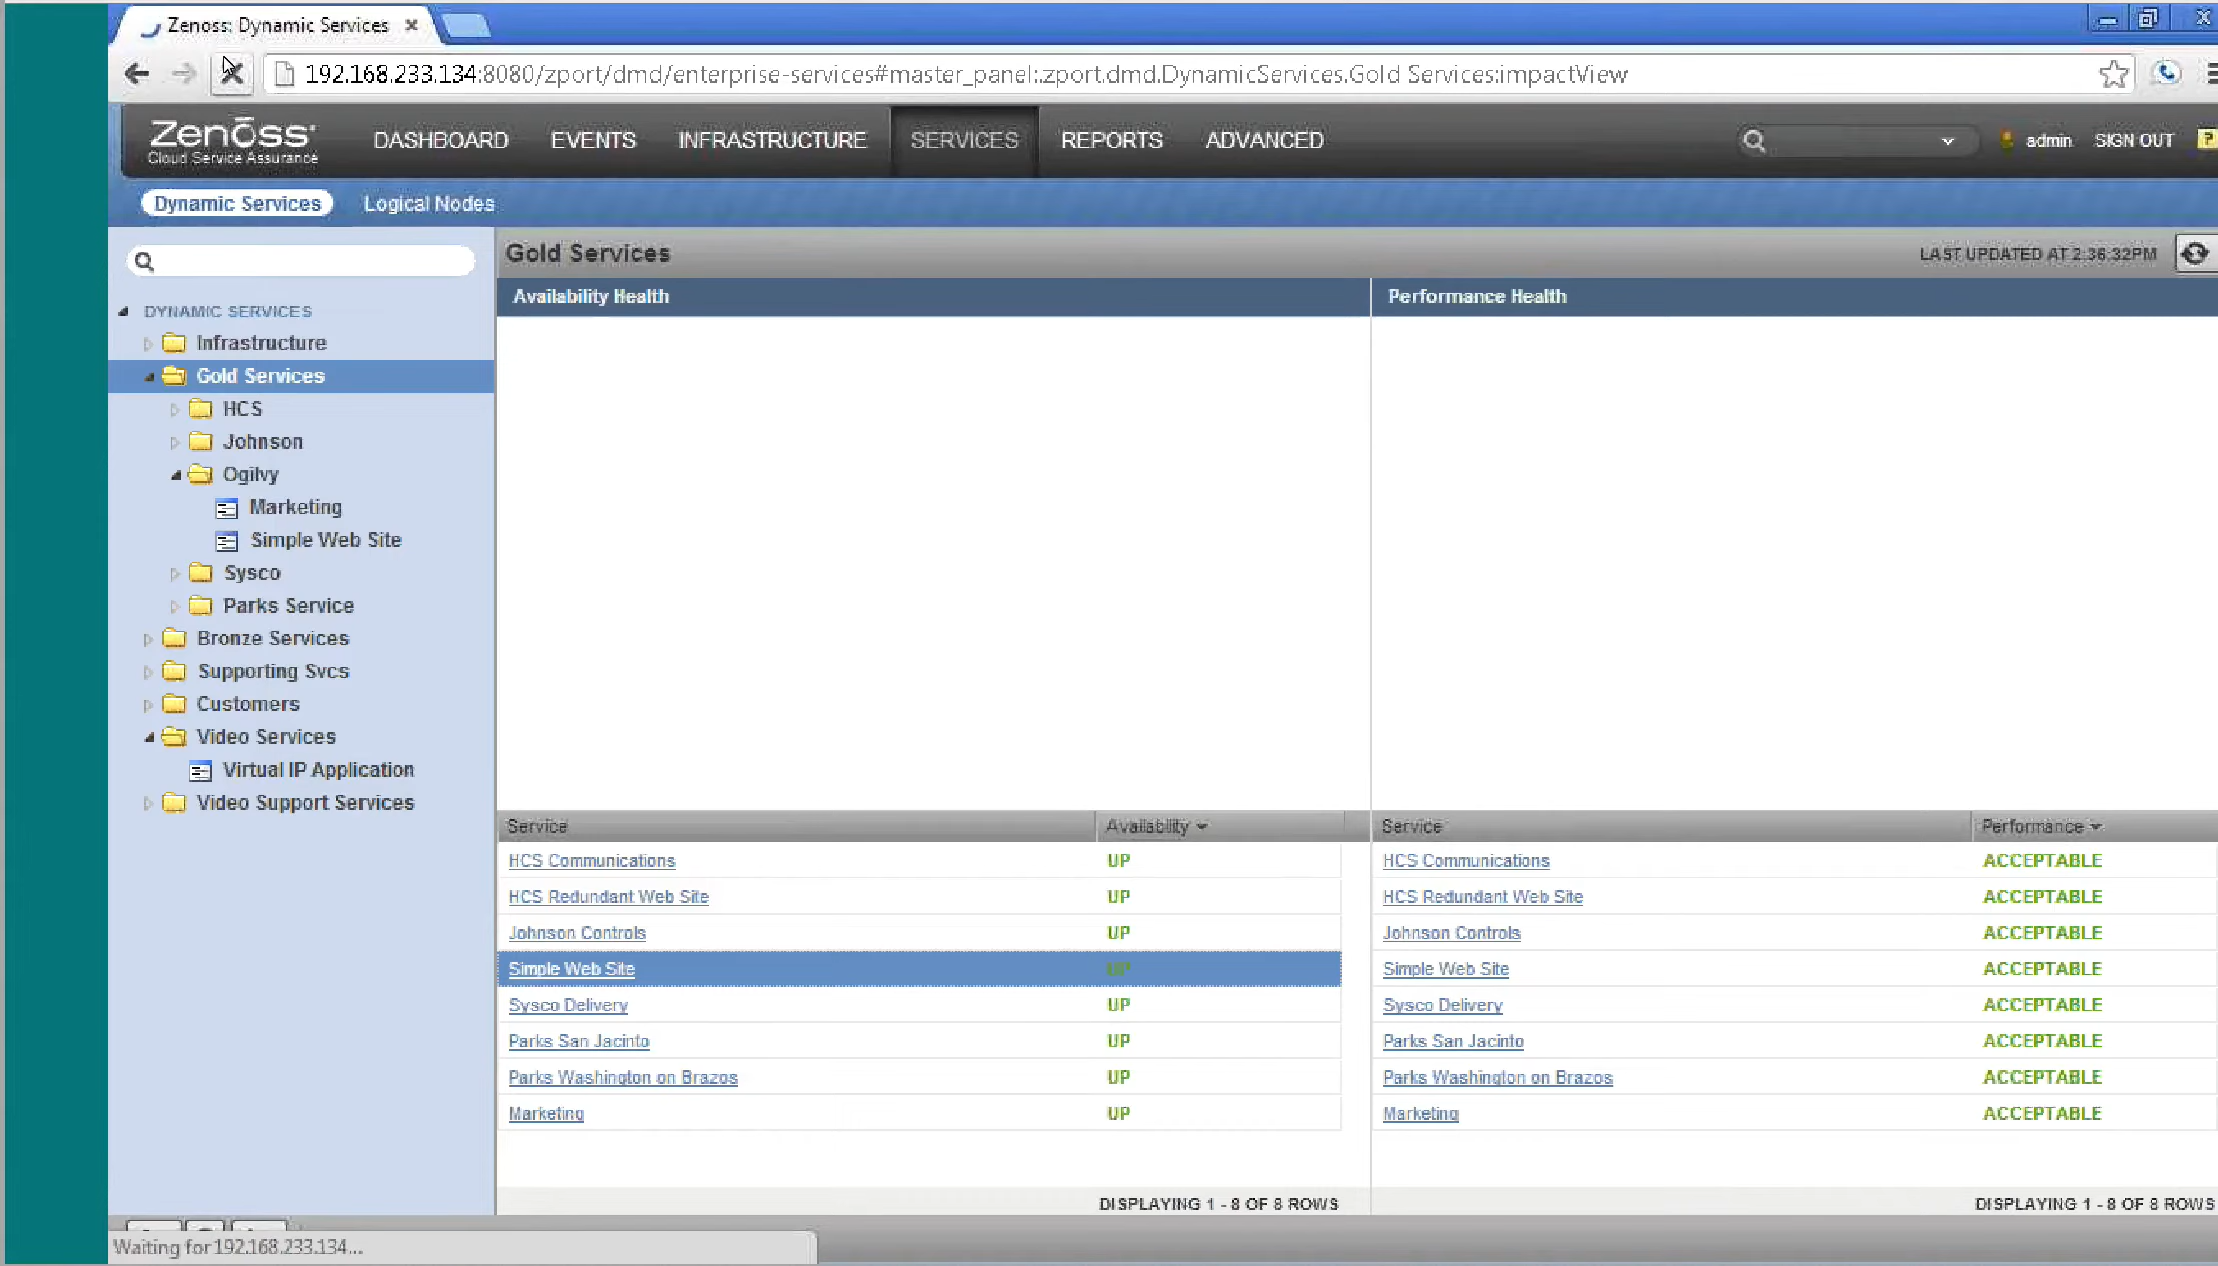 Zenoss: Dynamic Services
192.168.233.134:8080/zport/dmd/enterprise-services#master_panel:.zport.dmd.DynamicServices.Gold Services:impactView
Zenoss
Cloud Service Assurance
DASHBOARD EVENTS INFRASTRUCTURE SERVICES REPORTS ADVANCED admin SIGN OUT ?
Dynamic Services Logical Nodes
DYNAMIC SERVICES
Infrastructure
Gold Services
HCS
Johnson
Ogilvy
Marketing
Simple Web Site
Sysco
Parks Service
Bronze Services
Supporting Svcs
Customers
Video Services
Virtual IP Application
Video Support Services
Gold Services LAST UPDATED AT 2:36:32PM
Availability Health Performance Health
Service Availability Service Performance
HCS Communications UP HCS Communications ACCEPTABLE
HCS Redundant Web Site UP HCS Redundant Web Site ACCEPTABLE
Johnson Controls UP Johnson Controls ACCEPTABLE
Simple Web Site UP Simple Web Site ACCEPTABLE
Sysco Delivery UP Sysco Delivery ACCEPTABLE
Parks San Jacinto UP Parks San Jacinto ACCEPTABLE
Parks Washington on Brazos UP Parks Washington on Brazos ACCEPTABLE
Marketing UP Marketing ACCEPTABLE
DISPLAYING 1 - 8 OF 8 ROWS DISPLAYING 1 - 8 OF 8 ROWS
Waiting for 192.168.233.134...